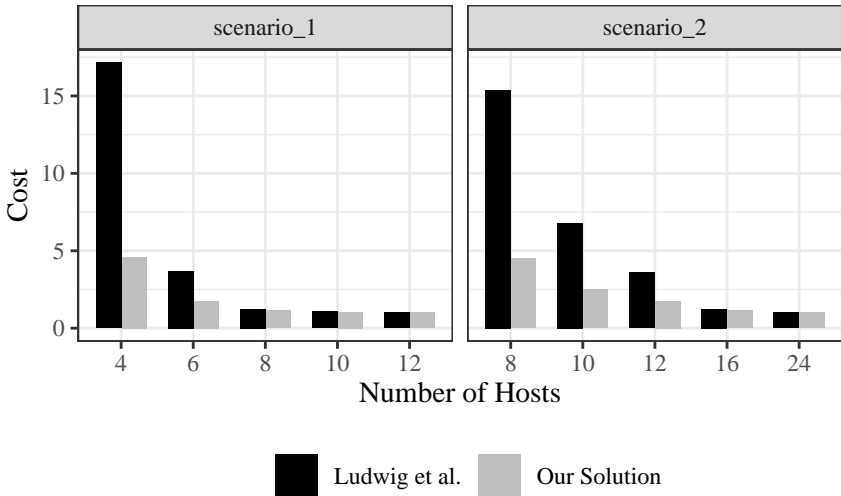 scenario_1 scenario_2
Cost
15
10
5
0
4 6 8 10 12 8 10 12 16 24
Number of Hosts
Ludwig et al. Our Solution